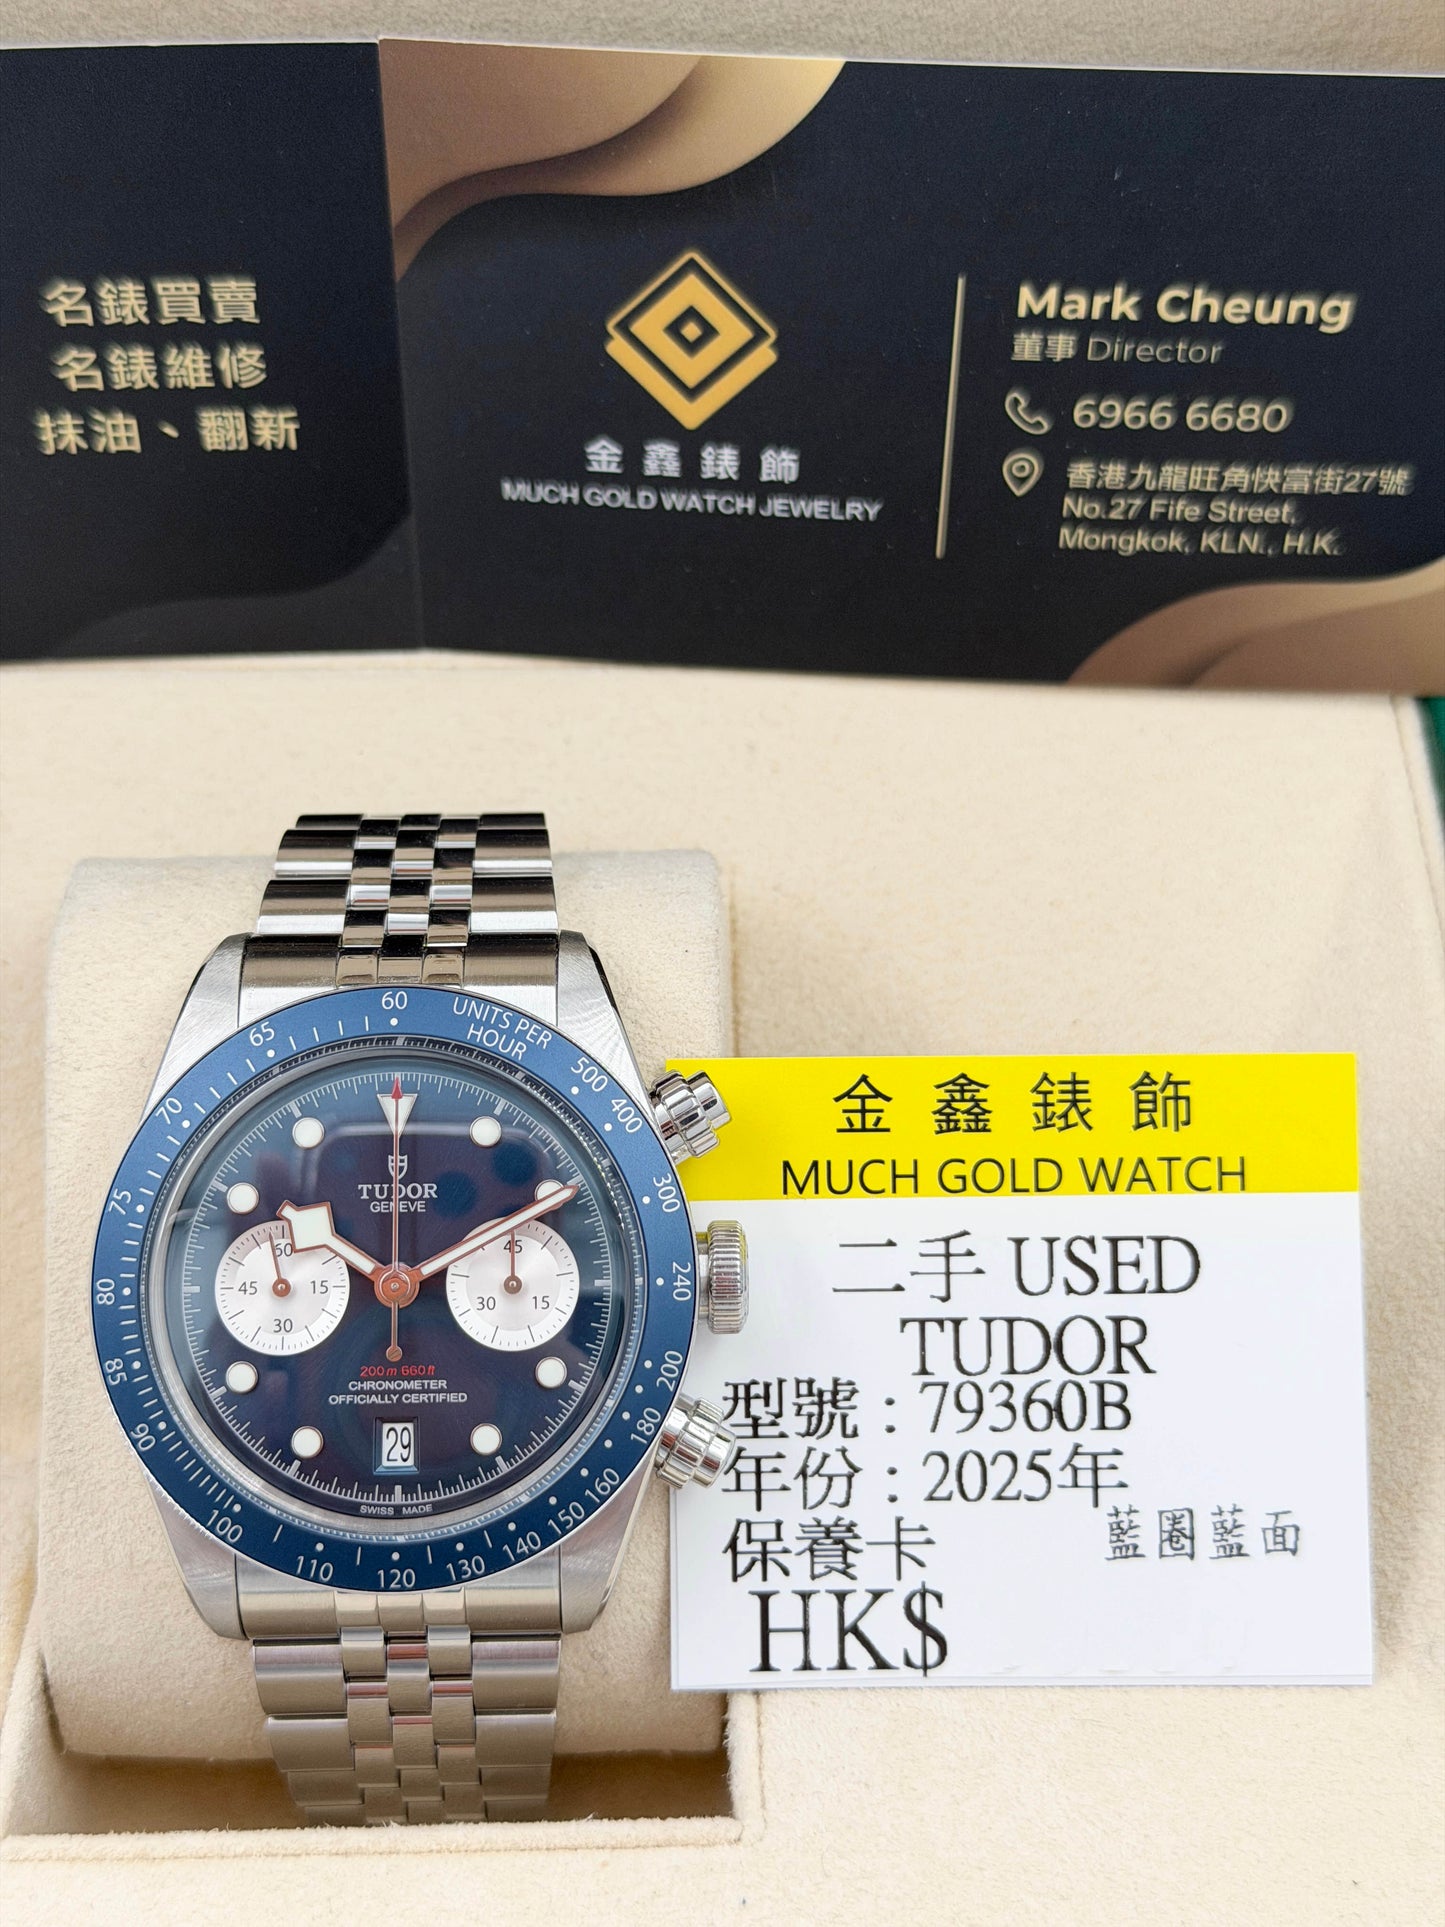 名錶買賣
名錶維修
抹油、翻新
金鑫錶飾
MUCH GOLD WATCH JEWELRY
Mark Cheung
董事 Director
6966 6680
香港九龍旺角快富街27號
No.27 Fife Street,
Mongkok, KLN., H.K.
60
UNITS PER
HOUR
500
400
300
240
200
180
160
150
140
130
120
110
100
90
85
80
75
70
65
TUDOR
GENEVE
60
45 15
30
45
30 15
200m 660ft
CHRONOMETER
OFFICIALLY CERTIFIED
29
SWISS MADE
金鑫錶飾
MUCH GOLD WATCH
二手 USED
TUDOR
型號：79360B
年份：2025年
保養卡 藍圈藍面
HK$